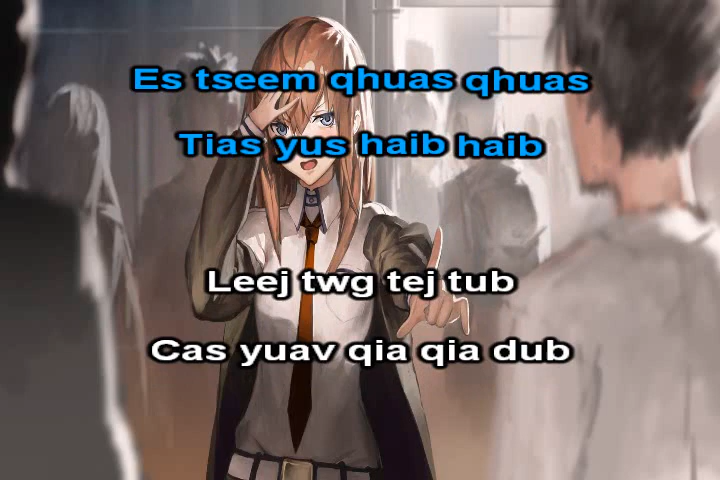 Es tseem qhuas qhuas
Tias yus haib haib
Leej twg tej tub
Cas yuav qia qia dub